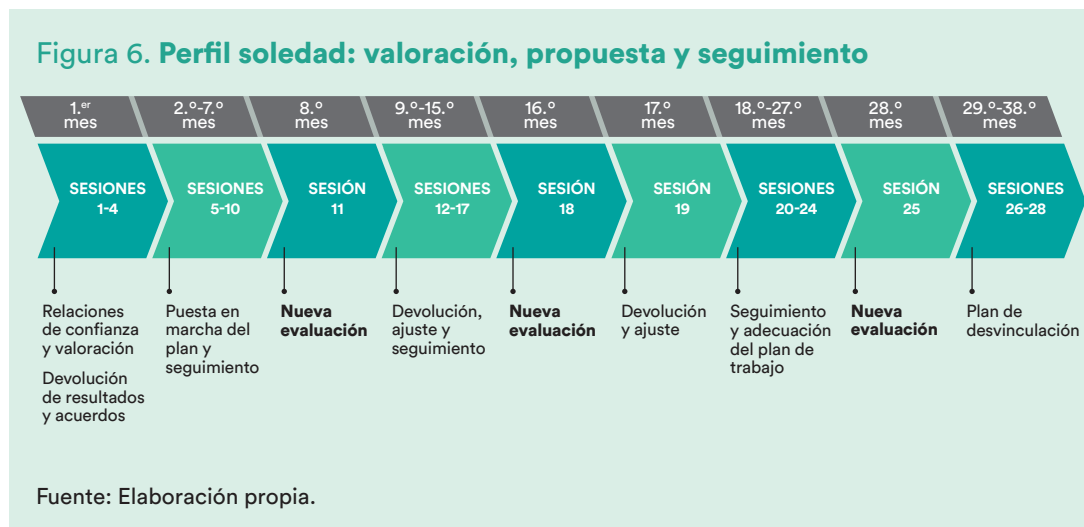 Figura 6. Perfil soledad: valoración, propuesta y seguimiento
1.er
mes
2.º-7.º
mes
8.º
mes
9.º-15.º
mes
16.º
mes
17.º
mes
18.º-27.º
mes
28.º
mes
29.º-38.º
mes
SESIONES
1-4
SESIONES
5-10
SESIÓN
11
SESIONES
12-17
SESIÓN
18
SESIÓN
19
SESIONES
20-24
SESIÓN
25
SESIONES
26-28
Relaciones
de confianza
y valoración
Devolución
de resultados
y acuerdos
Puesta en
marcha del
plan y
seguimiento
Nueva
evaluación
Devolución,
ajuste y
seguimiento
Nueva
evaluación
Devolución
y ajuste
Seguimiento
y adecuación
del plan de
trabajo
Nueva
evaluación
Plan de
desvinculación
Fuente: Elaboración propia.